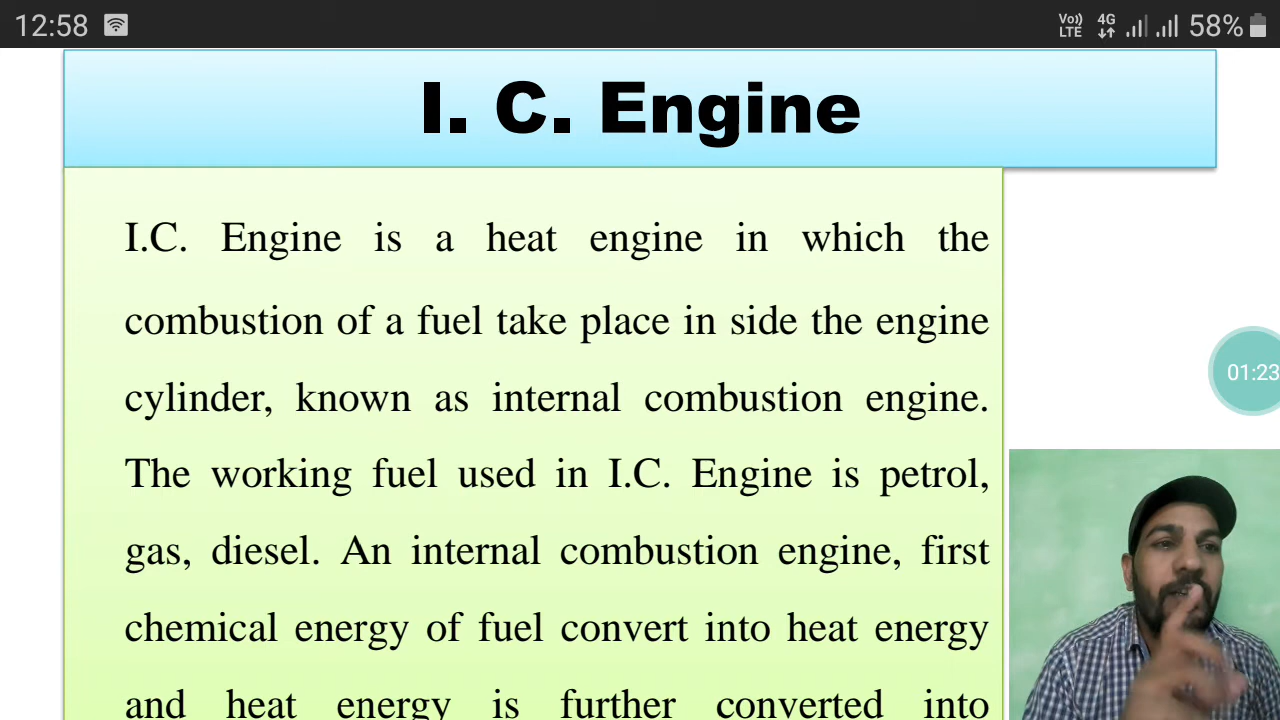 12:58
Vo)) LTE 4G 58%
I. C. Engine
I.C. Engine is a heat engine in which the
combustion of a fuel take place in side the engine
cylinder, known as internal combustion engine.
The working fuel used in I.C. Engine is petrol,
gas, diesel. An internal combustion engine, first
chemical energy of fuel convert into heat energy
and heat energy is further converted into
01:23